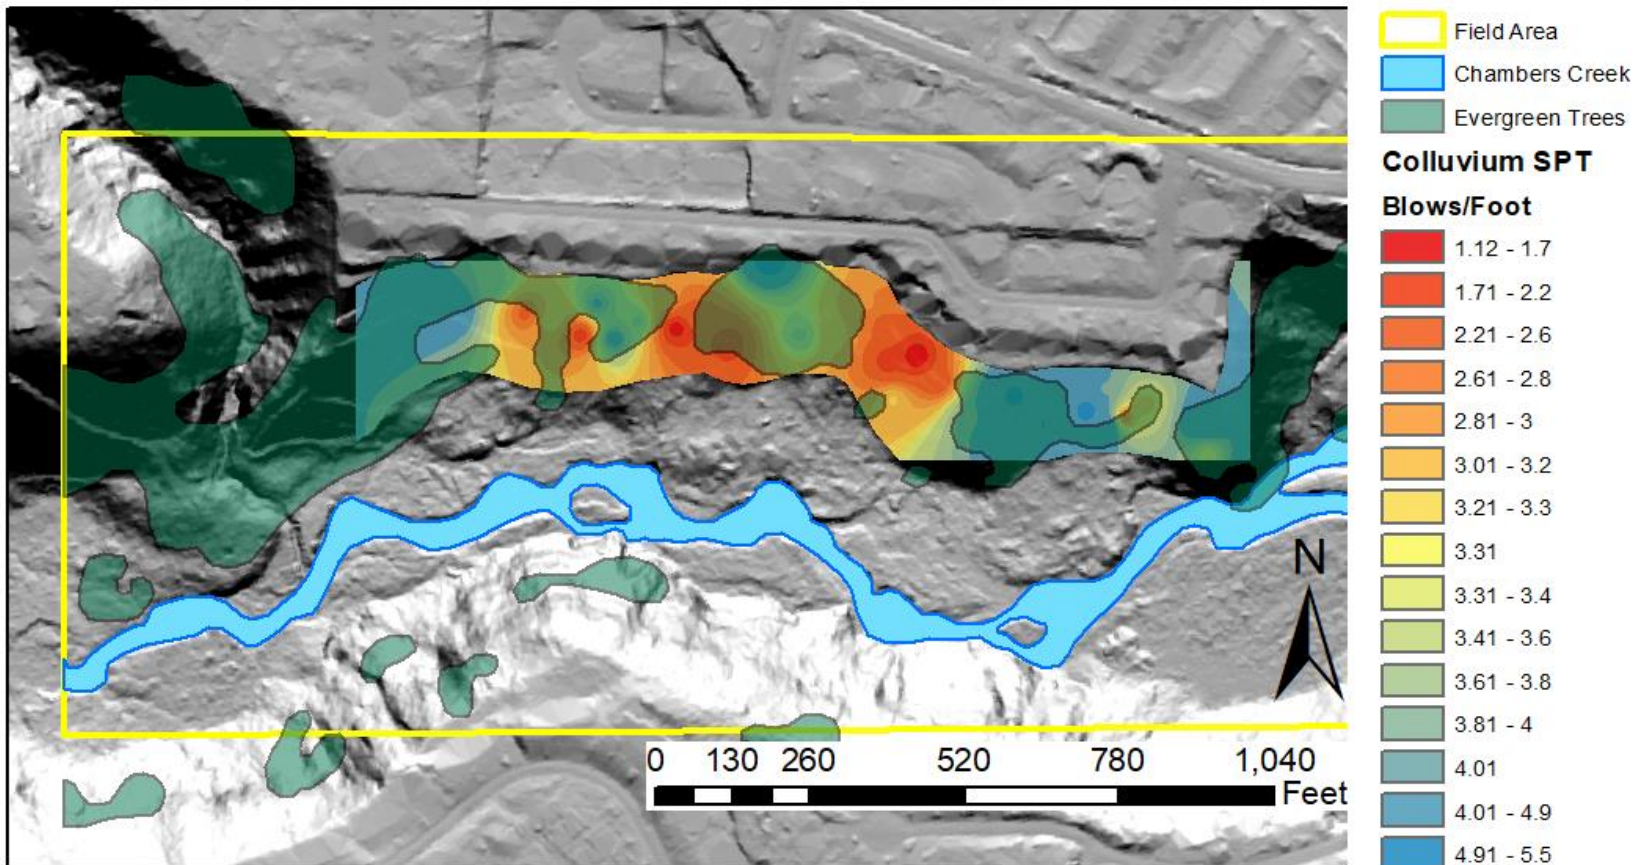 Field Area
Chambers Creek
Evergreen Trees
Colluvium SPT
Blows/Foot
1.12 - 1.7
1.71 - 2.2
2.21 - 2.6
2.61 - 2.8
2.81 - 3
3.01 - 3.2
3.21 - 3.3
3.31
3.31 - 3.4
3.41 - 3.6
3.61 - 3.8
3.81 - 4
4.01
4.01 - 4.9
4.91 - 5.5
N
0 130 260 520 780 1,040
Feet